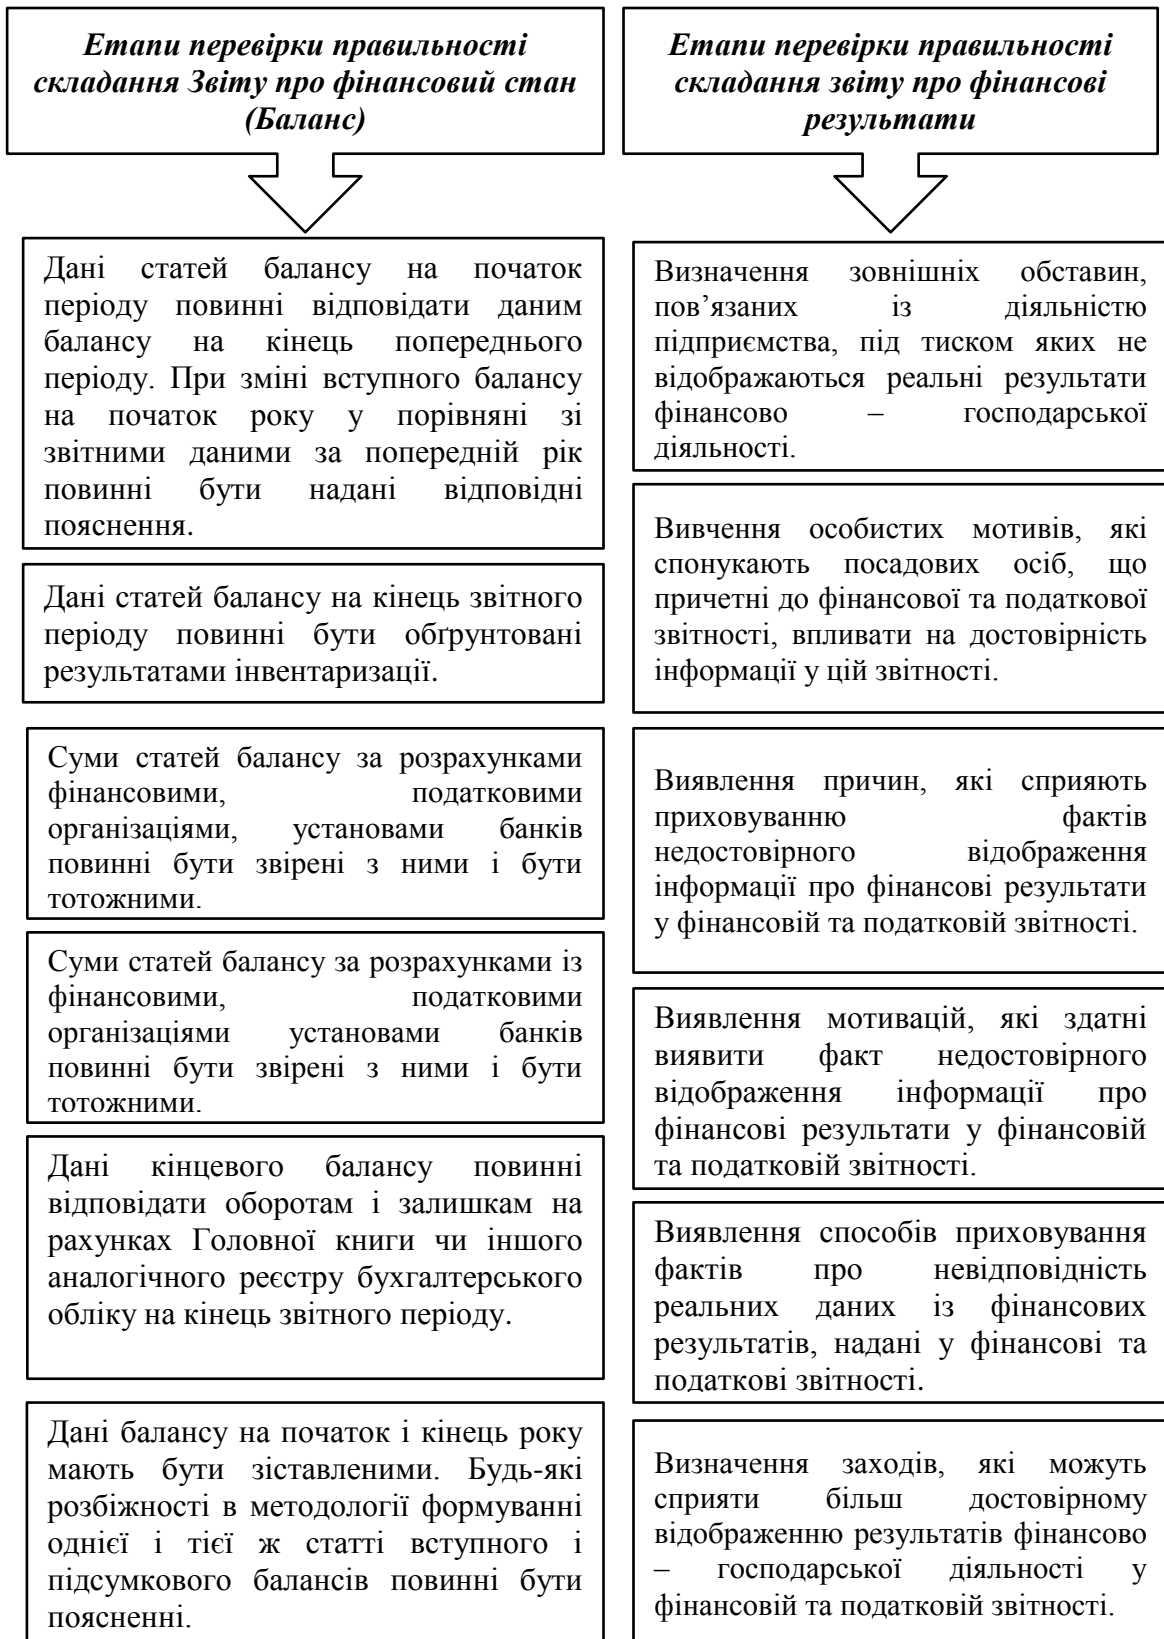 Етапи перевірки правильності
складання Звіту про фінансовий стан
(Баланс)
Дані статей балансу на початок
періоду повинні відповідати даним
балансу на кінець попереднього
періоду. При зміні вступного балансу
на початок року у порівняні зі
звітними даними за попередній рік
повинні бути надані відповідні
пояснення.
Дані статей балансу на кінець звітного
періоду повинні бути обґрунтовані
результатами інвентаризації.
Суми статей балансу за розрахунками
фінансовими, податковими
організаціями, установами банків
повинні бути звірені з ними і бути
тотожними.
Суми статей балансу за розрахунками із
фінансовими, податковими
організаціями установами банків
повинні бути звірені з ними і бути
тотожними.
Дані кінцевого балансу повинні
відповідати оборотам і залишкам на
рахунках Головної книги чи іншого
аналогічного реєстру бухгалтерського
обліку на кінець звітного періоду.
Дані балансу на початок і кінець року
мають бути зіставленими. Будь-які
розбіжності в методології формуванні
однієї і тієї ж статті вступного і
підсумкового балансів повинні бути
поясненні.
Етапи перевірки правильності
складання звіту про фінансові
результати
Визначення зовнішніх обставин,
пов’язаних із діяльністю
підприємства, під тиском яких не
відображаються реальні результати
фінансово – господарської
діяльності.
Вивчення особистих мотивів, які
спонукають посадових осіб, що
причетні до фінансової та податкової
звітності, впливати на достовірність
інформації у цій звітності.
Виявлення причин, які сприяють
приховуванню фактів
недостовірного відображення
інформації про фінансові результати
у фінансовій та податковій звітності.
Виявлення мотивацій, які здатні
виявити факт недостовірного
відображення інформації про
фінансові результати у фінансовій
та податковій звітності.
Виявлення способів приховування
фактів про невідповідність
реальних даних із фінансових
результатів, надані у фінансові та
податкові звітності.
Визначення заходів, які можуть
сприяти більш достовірному
відображенню результатів фінансово
– господарської діяльності у
фінансовій та податковій звітності.